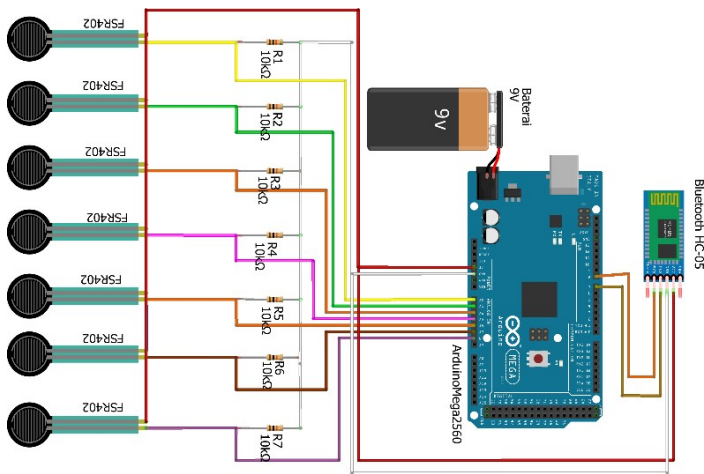 FSR402
R1
10kΩ
FSR402
R2
10kΩ
FSR402
R3
10kΩ
FSR402
R4
10kΩ
FSR402
R5
10kΩ
FSR402
R6
10kΩ
FSR402
R7
10kΩ
Baterai
9V
9v
Arduino
MEGA
ArduinoMega2560
Bluetooth HC-05